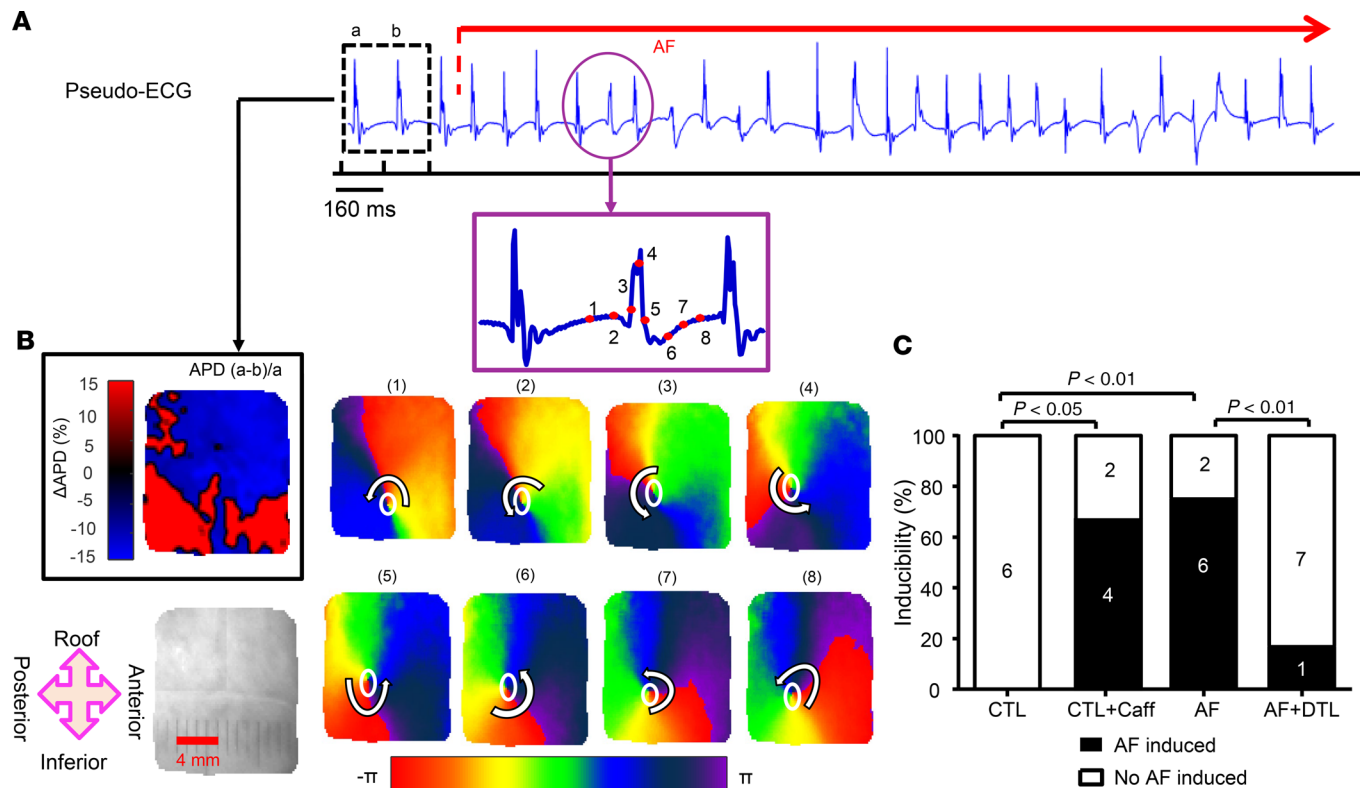 A
a b
AF
Pseudo-ECG
160 ms
4
3
1
5
7
2
6
8
B
APD (a-b)/a
15
10
5
0
-5
-10
-15
ΔAPD (%)
(1) (2) (3) (4)
(5) (6) (7) (8)
Roof
Posterior
Anterior
Inferior
4 mm
-π π
C
P < 0.01
P < 0.05
P < 0.01
100
80
60
40
20
0
Inducibility (%)
6
2
4
2
6
7
1
CTL CTL+Caff AF AF+DTL
AF induced
No AF induced